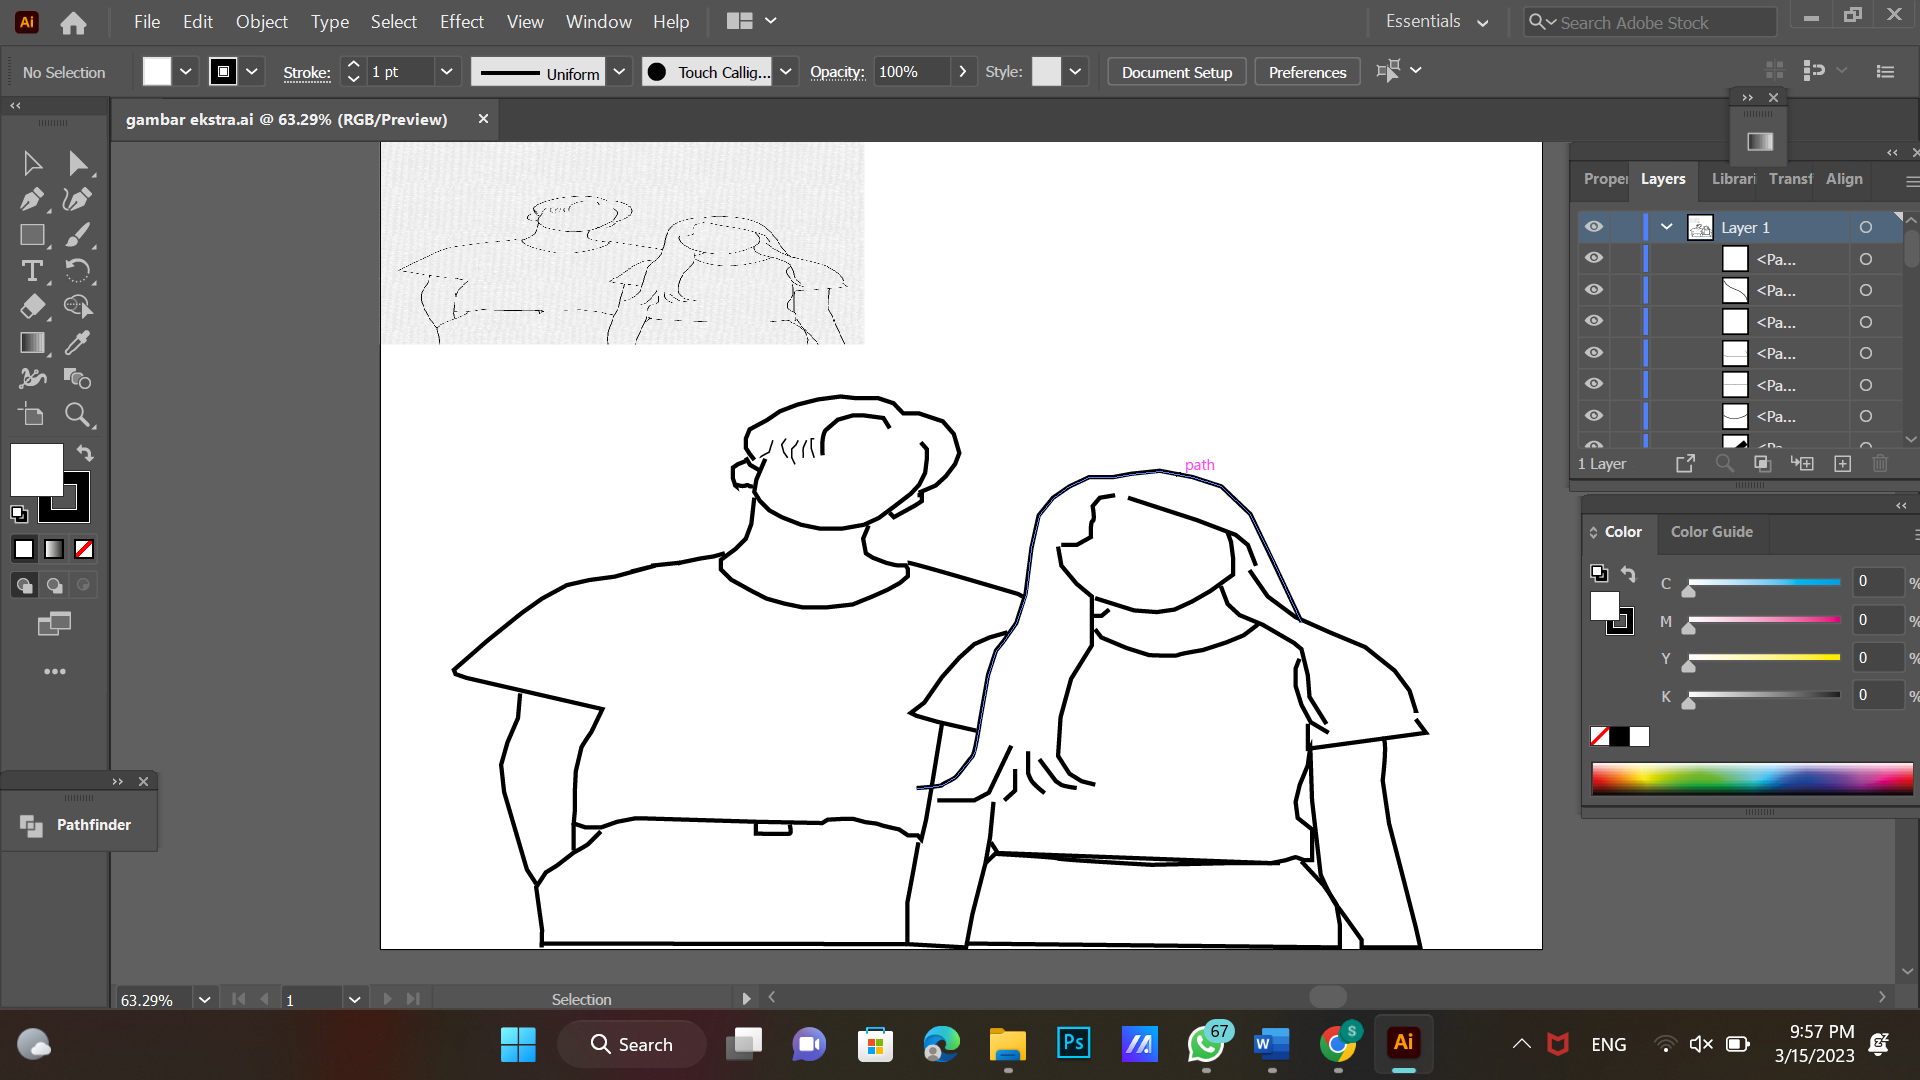 Ai File Edit Object Type Select Effect View Window Help Essentials Search Adobe Stock
No Selection Stroke: 1 pt Uniform Touch Callig... Opacity: 100% Style: Document Setup Preferences
gambar ekstra.ai @ 63.29% (RGB/Preview)
Proper Layers Librari Transf Align
Layer 1
<Pa...
<Pa...
<Pa...
<Pa...
<Pa...
<Pa...
1 Layer
path
Color Color Guide
C 0 %
M 0 %
Y 0 %
K 0 %
Pathfinder
63.29% 1 Selection
Search Ps 67 W S Ai ENG 9:57 PM
3/15/2023